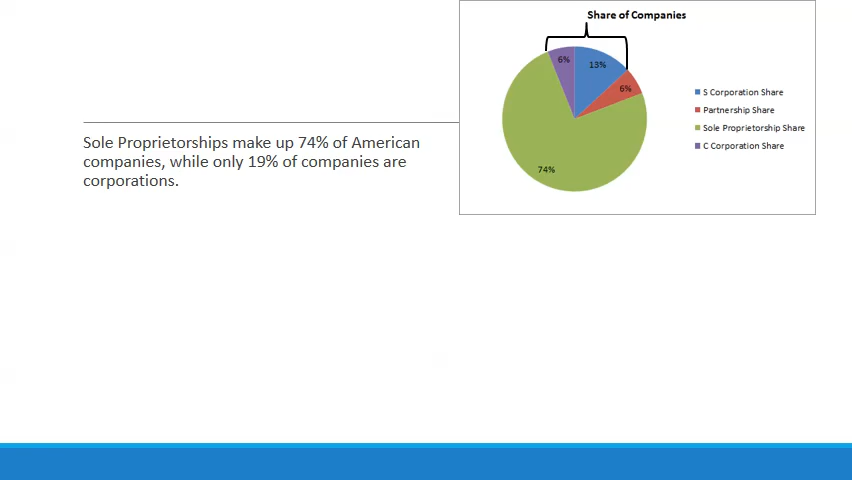 Share of Companies
6%
13%
6%
74%
S Corporation Share
Partnership Share
Sole Proprietorship Share
C Corporation Share
Sole Proprietorships make up 74% of American
companies, while only 19% of companies are
corporations.